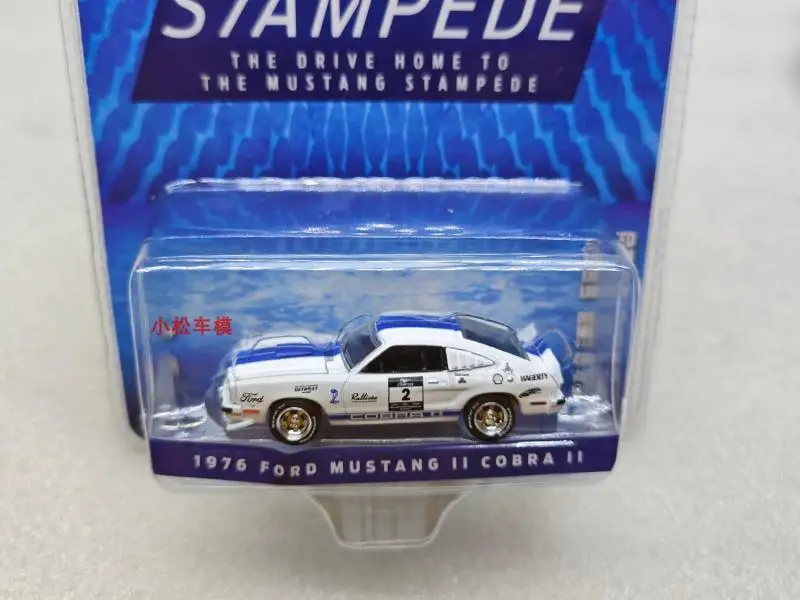 STAMPEDE
THE DRIVE HOME TO
THE MUSTANG STAMPEDE
小松车模
Ford
2
HAGERTY
COBRA II
1976 FORD MUSTANG II COBRA II